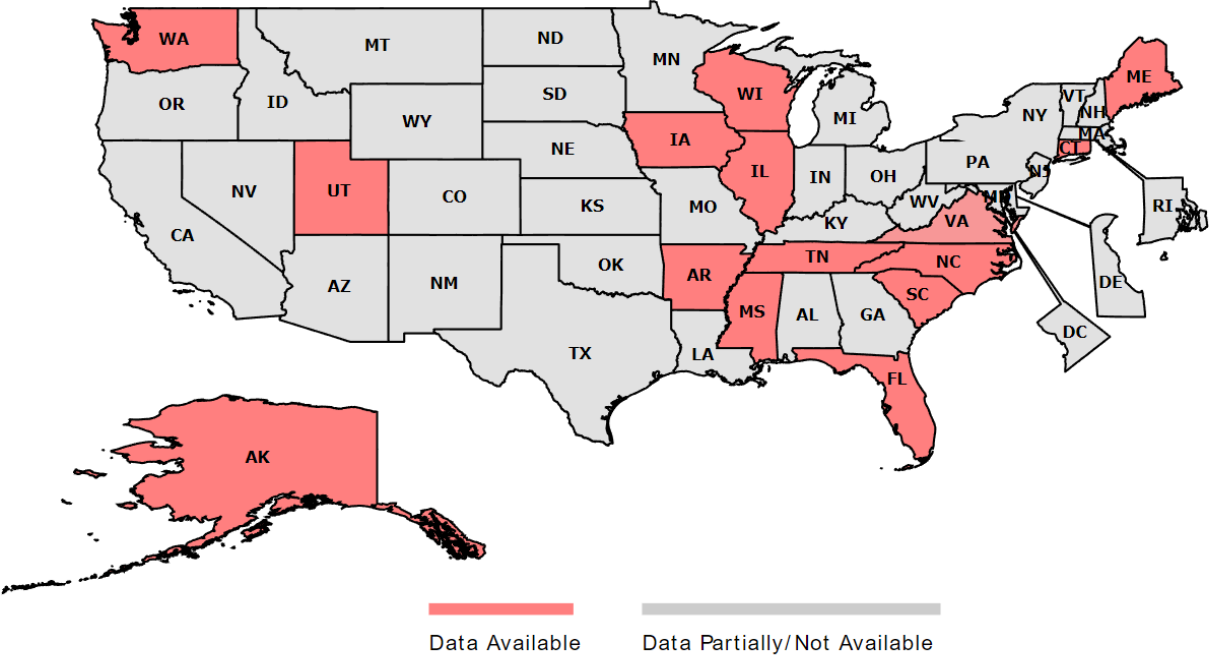 WA
MT
ND
MN
ME
OR
ID
SD
WI
VT
NH
WY
MI
NY
MA
IA
NE
CT
PA
NV
UT
CO
IL
IN
OH
NJ
KS
MO
WV
MD
RI
CA
KY
VA
AZ
NM
OK
AR
TN
NC
SC
DE
MS
AL
GA
DC
TX
LA
FL
AK
Data Available
Data Partially/Not Available